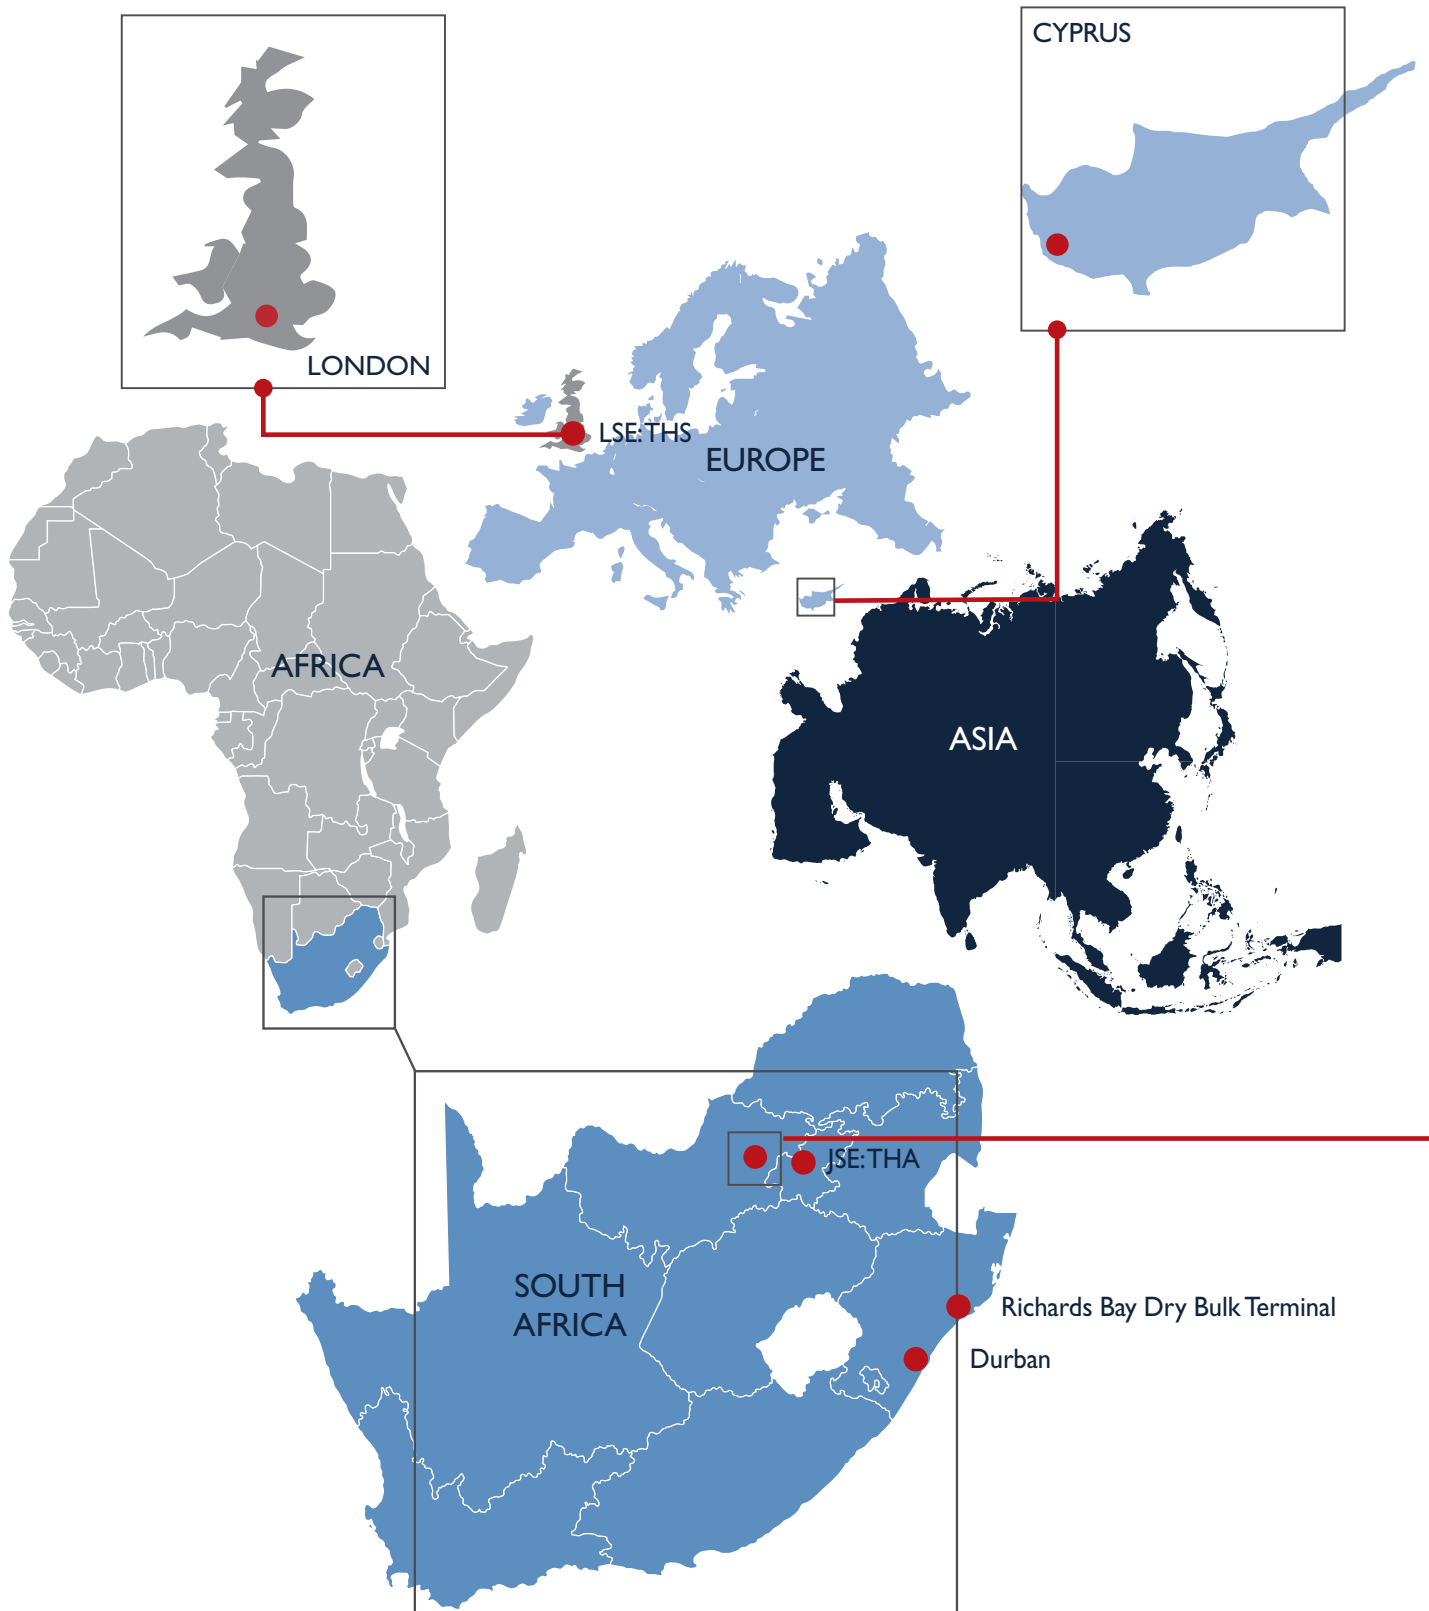 CYPRUS
LONDON
LSE:THS
EUROPE
AFRICA
ASIA
JSE:THA
SOUTH
AFRICA
Richards Bay Dry Bulk Terminal
Durban